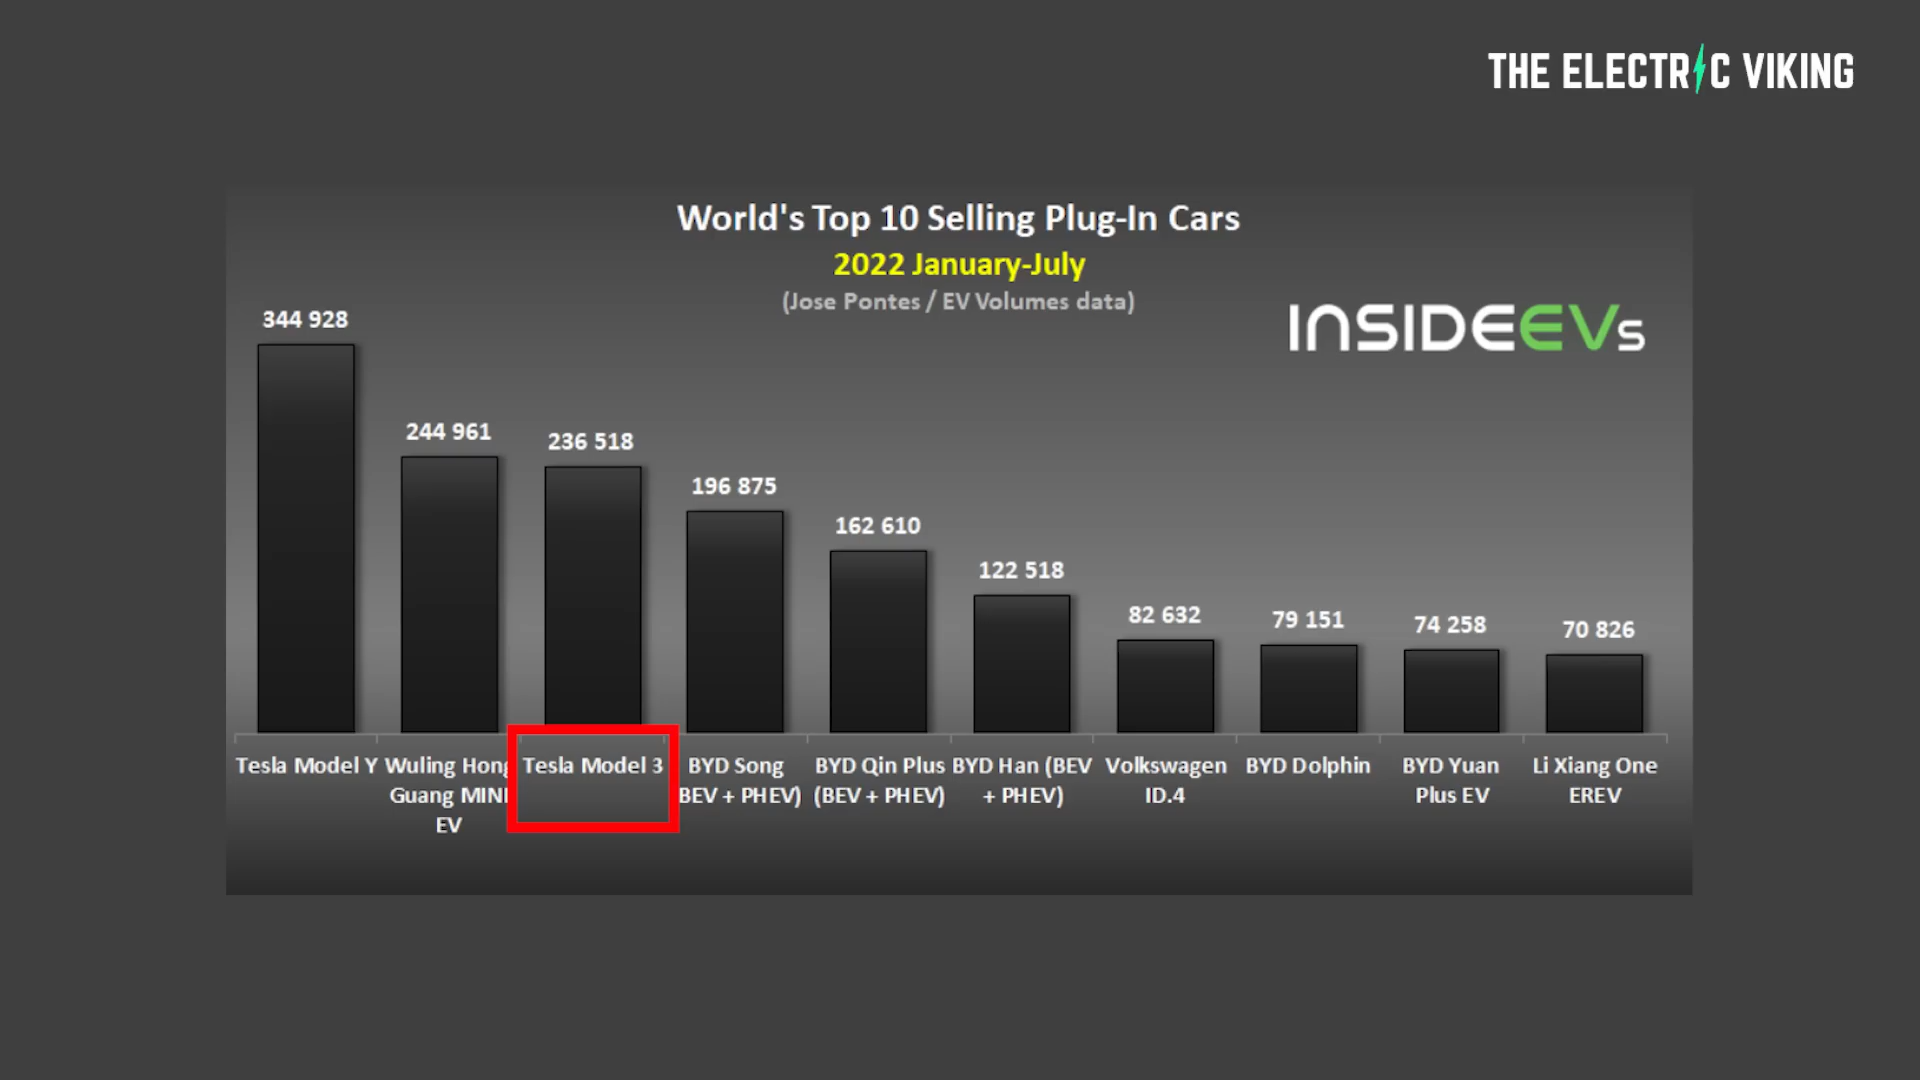 THE ELECTRIC VIKING
World's Top 10 Selling Plug-In Cars
2022 January-July
(Jose Pontes / EV Volumes data)
INSIDEEVs
344 928
244 961
236 518
196 875
162 610
122 518
82 632
79 151
74 258
70 826
Tesla Model Y
Wuling Hong
Guang MINI
EV
Tesla Model 3
BYD Song
BEV + PHEV)
BYD Qin Plus
(BEV + PHEV)
BYD Han (BEV
+ PHEV)
Volkswagen
ID.4
BYD Dolphin
BYD Yuan
Plus EV
Li Xiang One
EREV